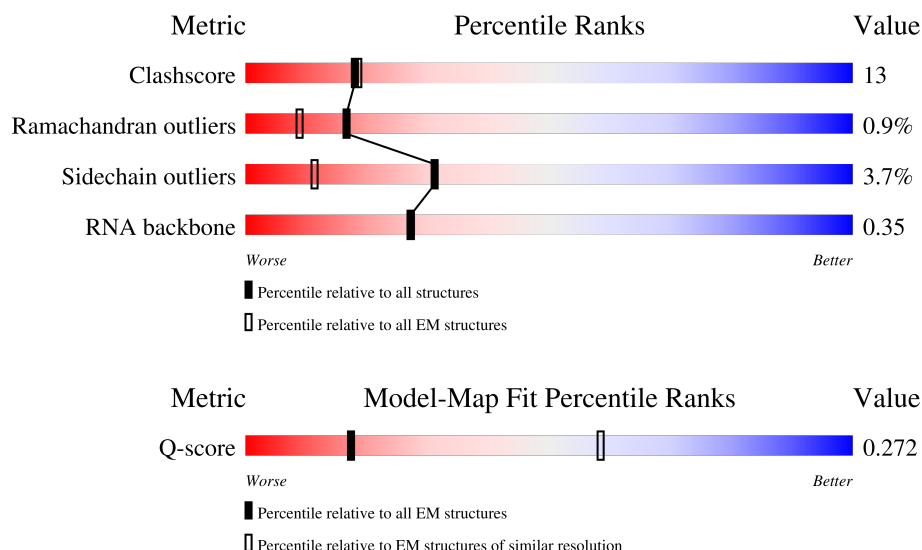 Metric Percentile Ranks Value
Clashscore 13
Ramachandran outliers 0.9%
Sidechain outliers 3.7%
RNA backbone 0.35
Worse Better
Percentile relative to all structures
Percentile relative to all EM structures
Metric Model-Map Fit Percentile Ranks Value
Q-score 0.272
Worse Better
Percentile relative to all EM structures
Percentile relative to EM structures of similar resolution